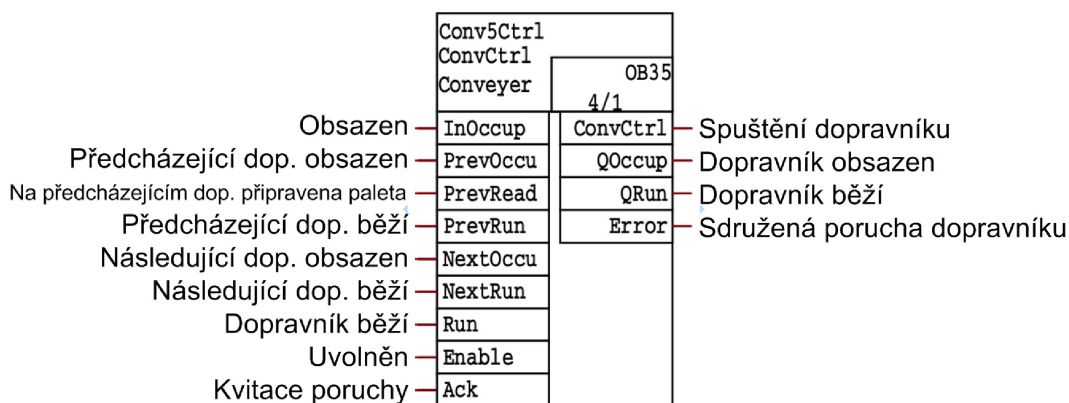 Conv5Ctrl
ConvCtrl
Conveyer
OB35
4/1
Obsazen InOccup ConvCtrl Spuštění dopravníku
Předcházející dop. obsazen PrevOccu QOccup Dopravník obsazen
Na předcházejícím dop. připravena paleta PrevRead QRun Dopravník běží
Předcházející dop. běží PrevRun Error Sdružená porucha dopravníku
Následující dop. obsazen NextOccu
Následující dop. běží NextRun
Dopravník běží Run
Uvolněn Enable
Kvitace poruchy Ack